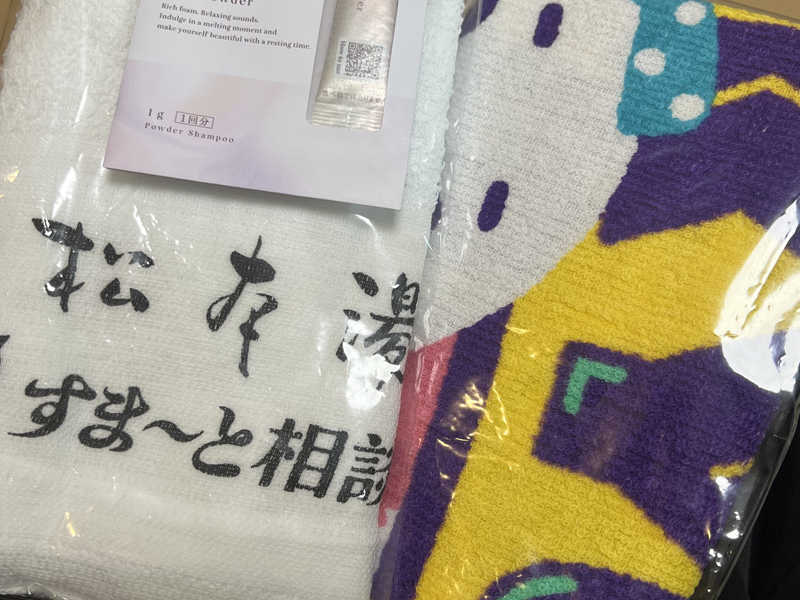 Rich foam. Relaxing sounds.
Indulge in a melting moment and
make yourself beautiful with a resting time.
1g 1回分
Powder Shampoo
松本湯
すま〜と相談